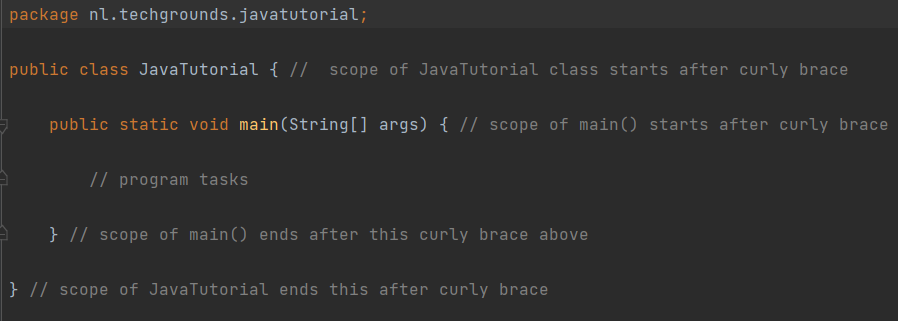 package nl.techgrounds.javatutorial;
public class JavaTutorial { //  scope of JavaTutorial class starts after curly brace
public static void main(String[] args) { // scope of main() starts after curly brace
// program tasks
} // scope of main() ends after this curly brace above
} // scope of JavaTutorial ends this after curly brace